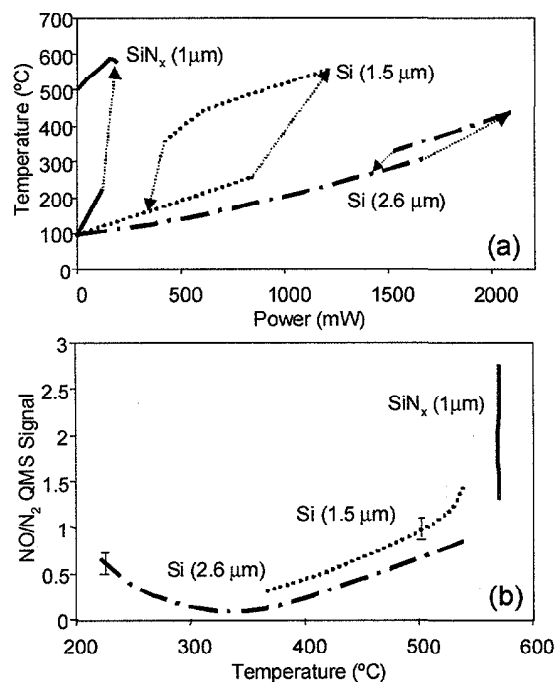 700
600
500
400
300
200
100
0
Temperature (ºC)
SiNₓ (1μm)
Si (1.5 μm)
Si (2.6 μm)
(a)
0 500 1000 1500 2000
Power (mW)
3
2.5
2
1.5
1
0.5
0
NO/N₂ QMS Signal
SiNₓ (1μm)
Si (1.5 μm)
Si (2.6 μm)
(b)
200 300 400 500 600
Temperature (ºC)